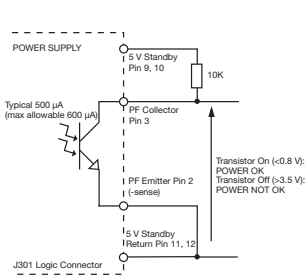 POWER SUPPLY
5 V Standby
Pin 9, 10
10K
Typical 500 µA
(max allowable 600 µA)
PF Collector
Pin 3
Transistor On (<0.8 V):
POWER OK
Transistor Off (>3.5 V):
POWER NOT OK
PF Emitter Pin 2
(-sense)
5 V Standby
Return Pin 11, 12
J301 Logic Connector